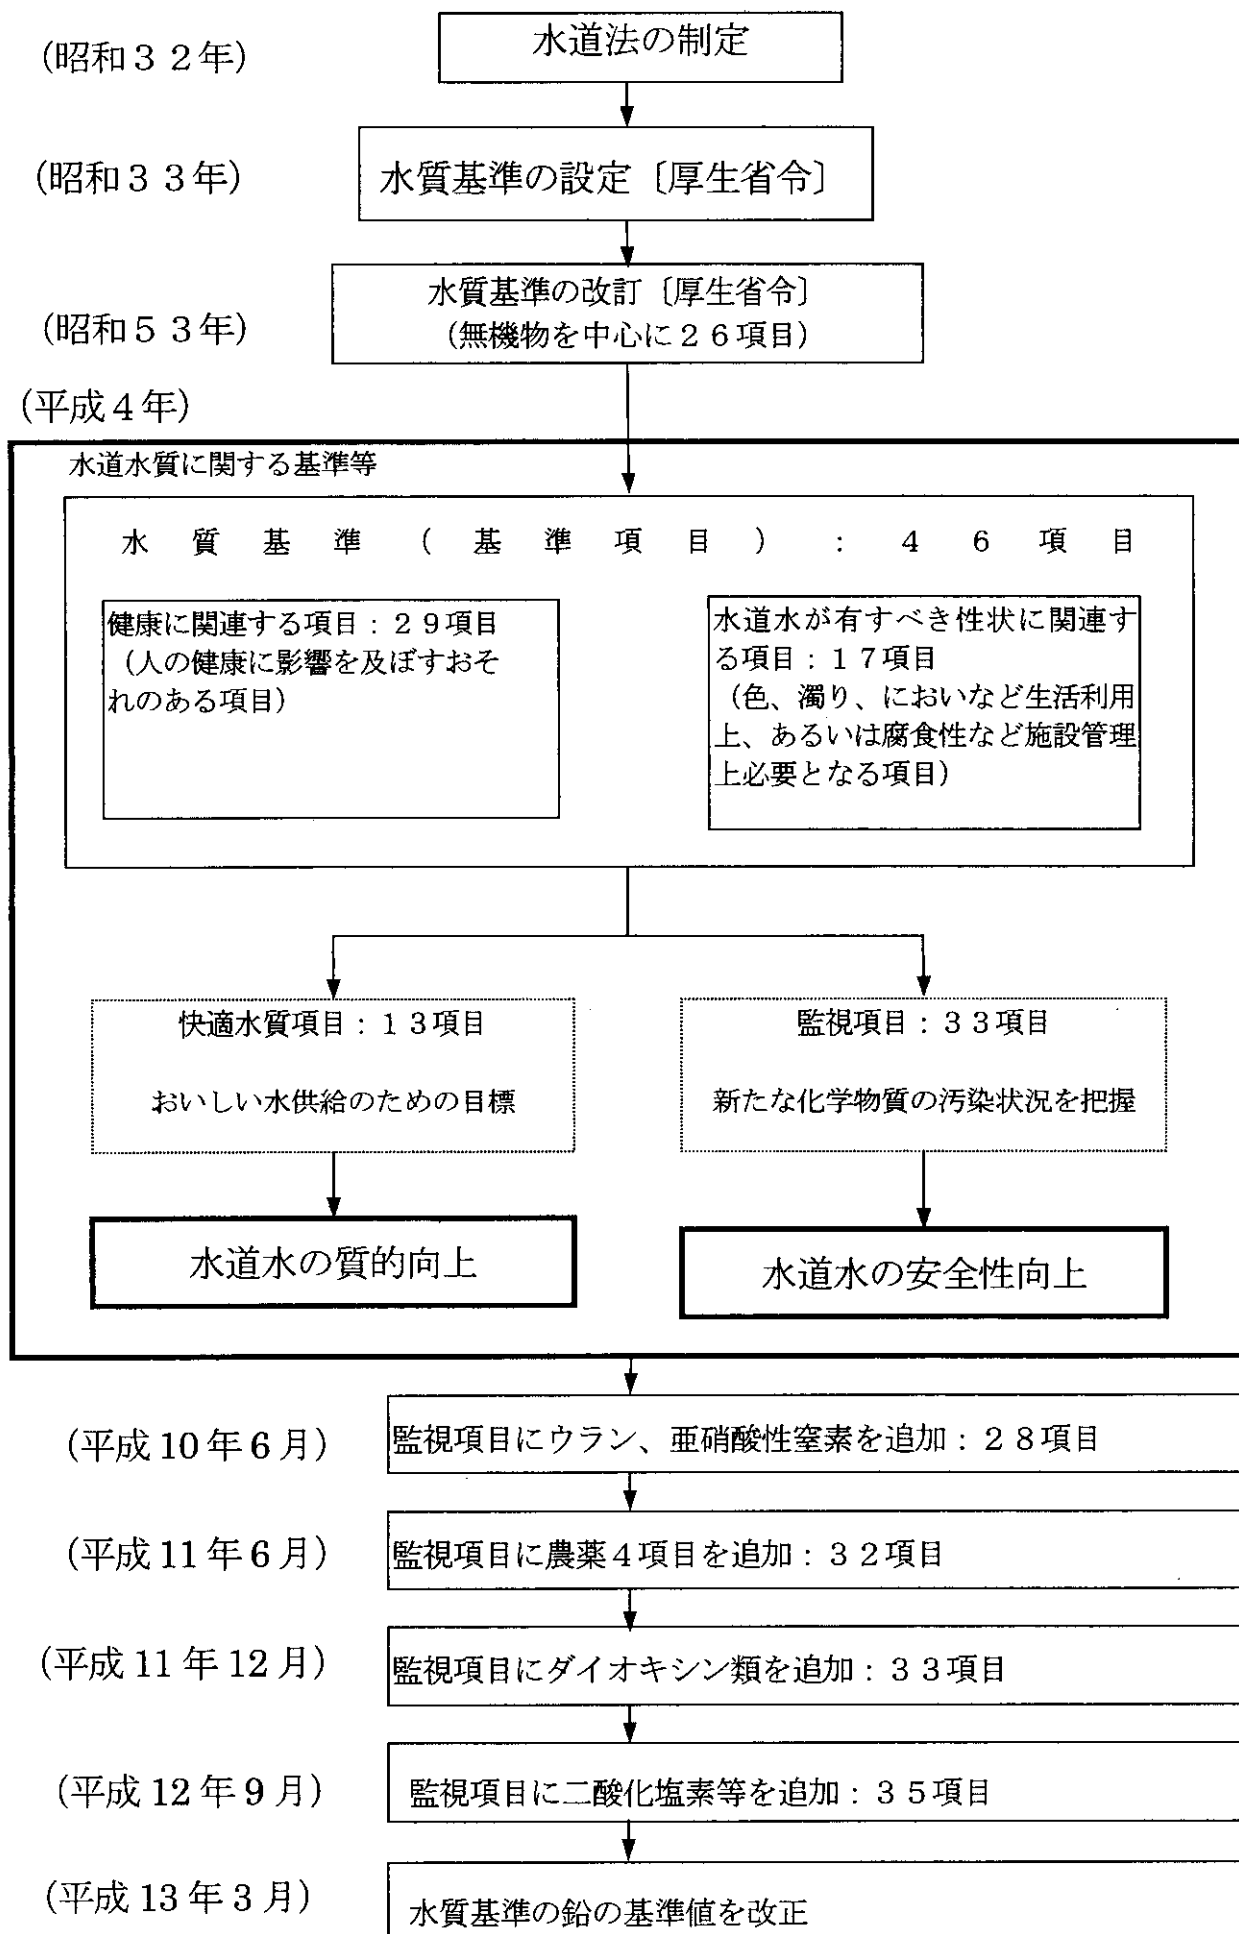 (昭和32年)
水道法の制定
(昭和33年)
水質基準の設定〔厚生省令〕
(昭和53年)
水質基準の改訂〔厚生省令〕
(無機物を中心に26項目)
(平成4年)
水道水質に関する基準等
水質基準(基準項目):46項目
健康に関連する項目:29項目
(人の健康に影響を及ぼすおそ
れのある項目)
水道水が有すべき性状に関連す
る項目:17項目
(色、濁り、においなど生活利用
上、あるいは腐食性など施設管理
上必要となる項目)
快適水質項目:13項目
おいしい水供給のための目標
監視項目:33項目
新たな化学物質の汚染状況を把握
水道水の質的向上
水道水の安全性向上
(平成10年6月)
監視項目にウラン、亜硝酸性窒素を追加:28項目
(平成11年6月)
監視項目に農薬4項目を追加:32項目
(平成11年12月)
監視項目にダイオキシン類を追加:33項目
(平成12年9月)
監視項目に二酸化塩素等を追加:35項目
(平成13年3月)
水質基準の鉛の基準値を改正